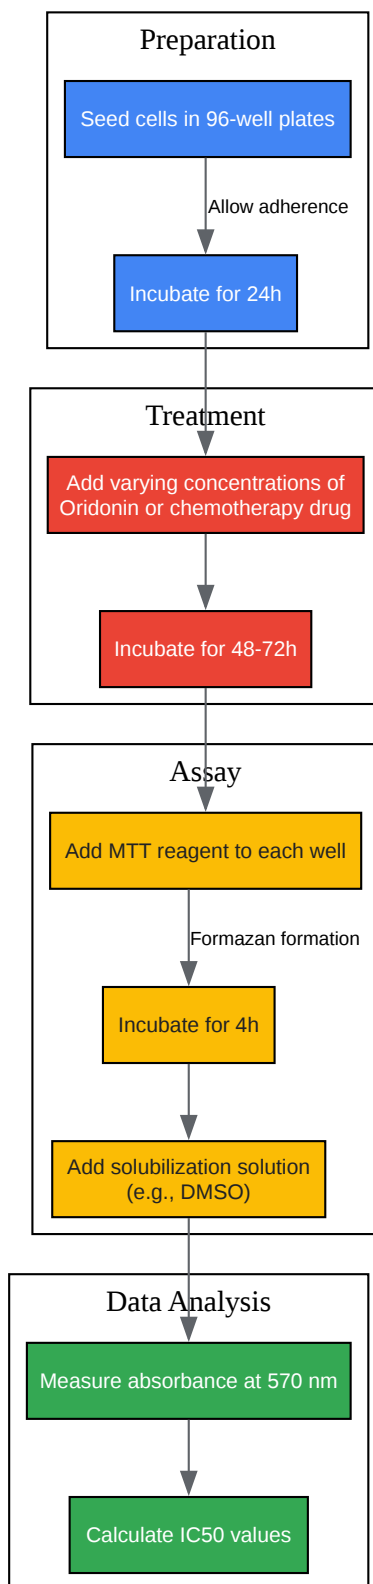 Preparation
Seed cells in 96-well plates
Allow adherence
Incubate for 24h
Treatment
Add varying concentrations of
Oridonin or chemotherapy drug
Incubate for 48-72h
Assay
Add MTT reagent to each well
Formazan formation
Incubate for 4h
Add solubilization solution
(e.g., DMSO)
Data Analysis
Measure absorbance at 570 nm
Calculate IC50 values